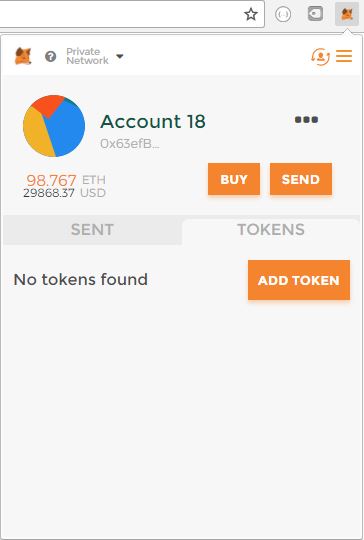 Private
Network
Account 18
0x63efB...
98.767 ETH
29868.37 USD
BUY
SEND
SENT
TOKENS
No tokens found
ADD TOKEN